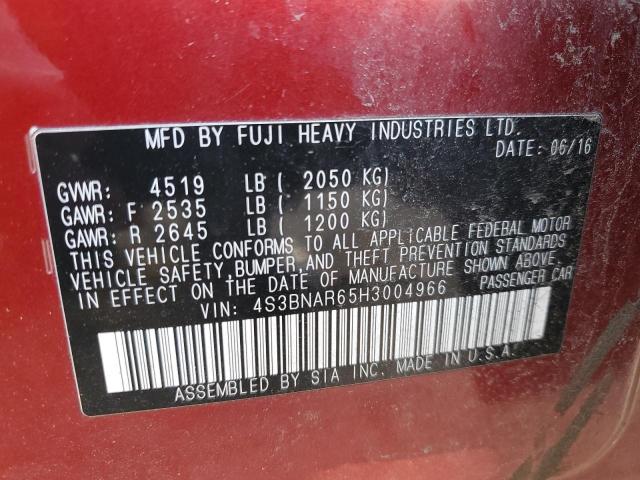 MFD BY FUJI HEAVY INDUSTRIES LTD.
DATE: 06/16
GVWR: 4519 LB ( 2050 KG)
GAWR: F 2535 LB ( 1150 KG)
GAWR: R 2645 LB ( 1200 KG)
THIS VEHICLE CONFORMS TO ALL APPLICABLE FEDERAL MOTOR
VEHICLE SAFETY, BUMPER, AND THEFT PREVENTION STANDARDS
IN EFFECT ON THE DATE OF MANUFACTURE SHOWN ABOVE.
VIN: 4S3BNAR65H3004966 PASSENGER CAR
ASSEMBLED BY SIA INC. MADE IN U.S.A.